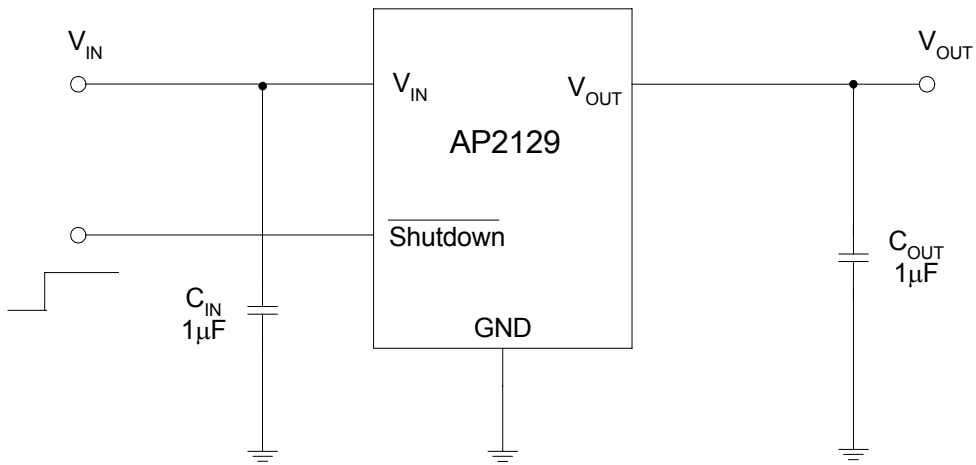 V_IN
V_OUT
V_IN
V_OUT
AP2129
Shutdown
C_IN
1μF
C_OUT
1μF
GND